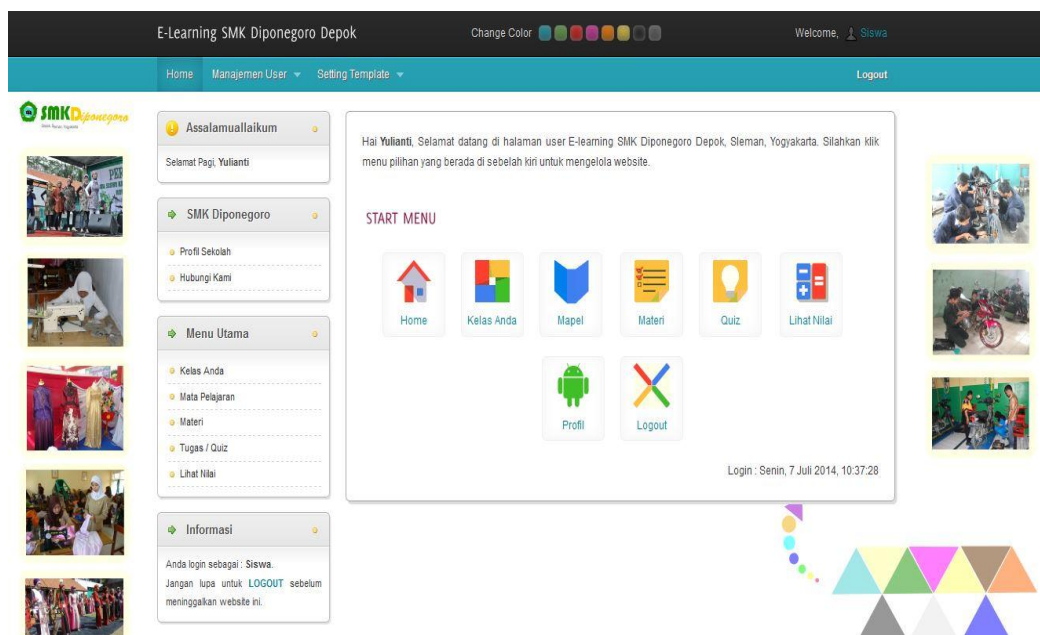 E-Learning SMK Diponegoro Depok
Change Color
Welcome, Siswa
Home Manajemen User Setting Template Logout
SMK Diponegoro
Assalamuallaikum
Selamat Pagi, Yulianti
SMK Diponegoro
Profil Sekolah
Hubungi Kami
Menu Utama
Kelas Anda
Mata Pelajaran
Materi
Tugas / Quiz
Lihat Nilai
Informasi
Anda login sebagai : Siswa.
Jangan lupa untuk LOGOUT sebelum
meninggalkan website ini.
Hai Yulianti, Selamat datang di halaman user E-learning SMK Diponegoro Depok, Sleman, Yogyakarta. Silahkan klik
menu pilihan yang berada di sebelah kiri untuk mengelola website.
START MENU
Home Kelas Anda Mapel Materi Quiz Lihat Nilai
Profil Logout
Login : Senin, 7 Juli 2014, 10:37:28